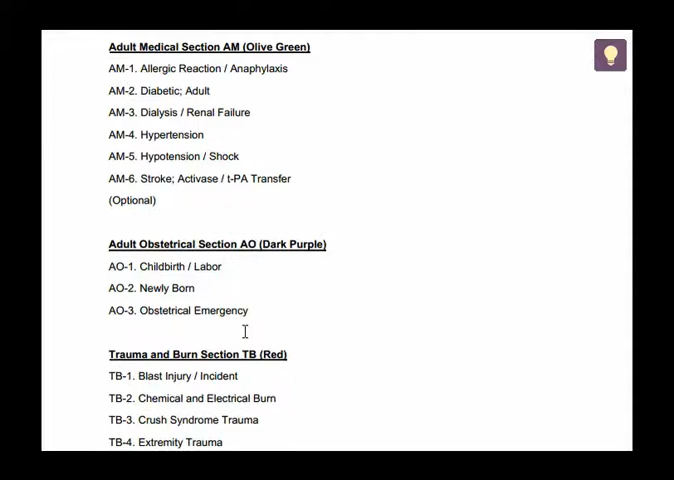 Adult Medical Section AM (Olive Green)
AM-1. Allergic Reaction / Anaphylaxis
AM-2. Diabetic; Adult
AM-3. Dialysis / Renal Failure
AM-4. Hypertension
AM-5. Hypotension / Shock
AM-6. Stroke; Activase / t-PA Transfer
(Optional)
Adult Obstetrical Section AO (Dark Purple)
AO-1. Childbirth / Labor
AO-2. Newly Born
AO-3. Obstetrical Emergency
Trauma and Burn Section TB (Red)
TB-1. Blast Injury / Incident
TB-2. Chemical and Electrical Burn
TB-3. Crush Syndrome Trauma
TB-4. Extremity Trauma